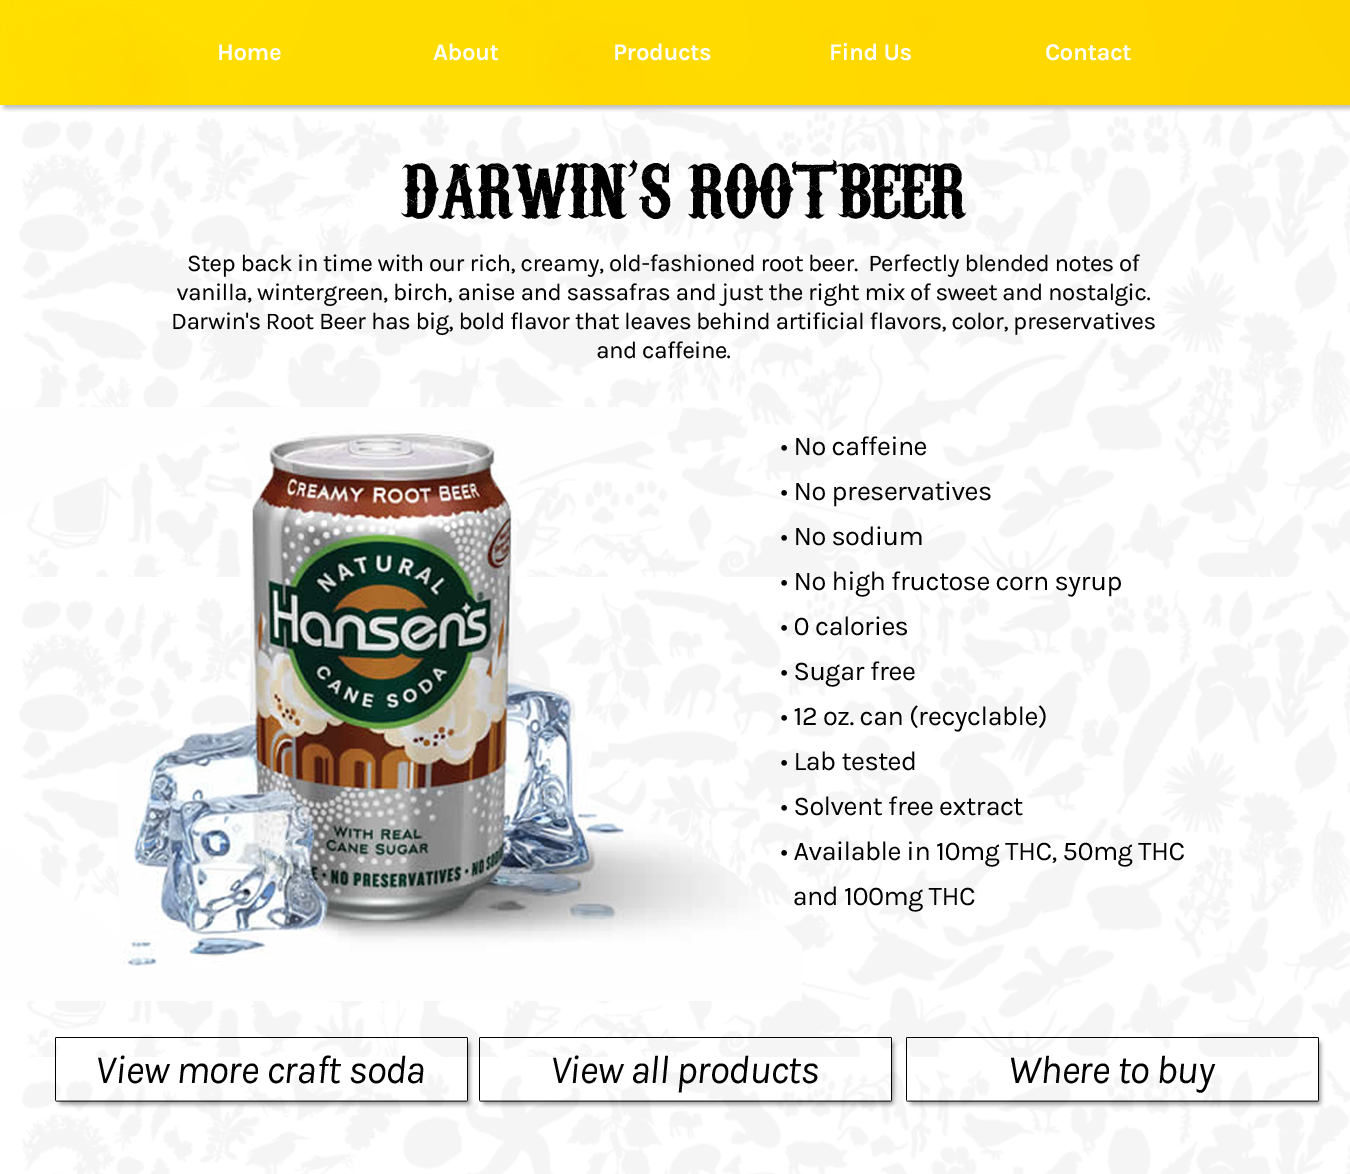 Home About Products Find Us Contact
DARWIN'S ROOTBEER
Step back in time with our rich, creamy, old-fashioned root beer.  Perfectly blended notes of
vanilla, wintergreen, birch, anise and sassafras and just the right mix of sweet and nostalgic.
Darwin's Root Beer has big, bold flavor that leaves behind artificial flavors, color, preservatives
and caffeine.
CREAMY ROOT BEER
NATURAL
Hansen's
CANE SODA
WITH REAL
CANE SUGAR
• NO PRESERVATIVES • NO
• No caffeine
• No preservatives
• No sodium
• No high fructose corn syrup
• 0 calories
• Sugar free
• 12 oz. can (recyclable)
• Lab tested
• Solvent free extract
• Available in 10mg THC, 50mg THC
and 100mg THC
View more craft soda
View all products
Where to buy